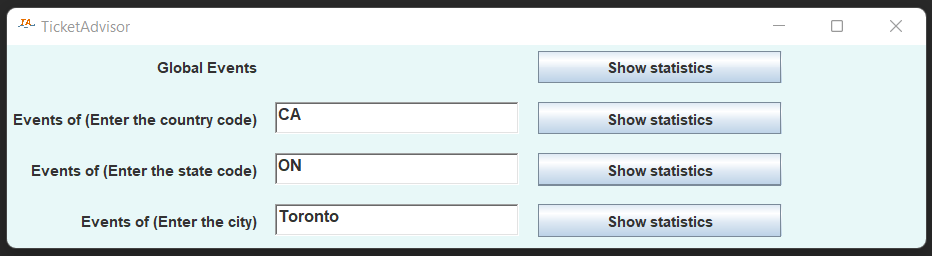 TA TicketAdvisor
Global Events Show statistics
Events of (Enter the country code) CA Show statistics
Events of (Enter the state code) ON Show statistics
Events of (Enter the city) Toronto Show statistics